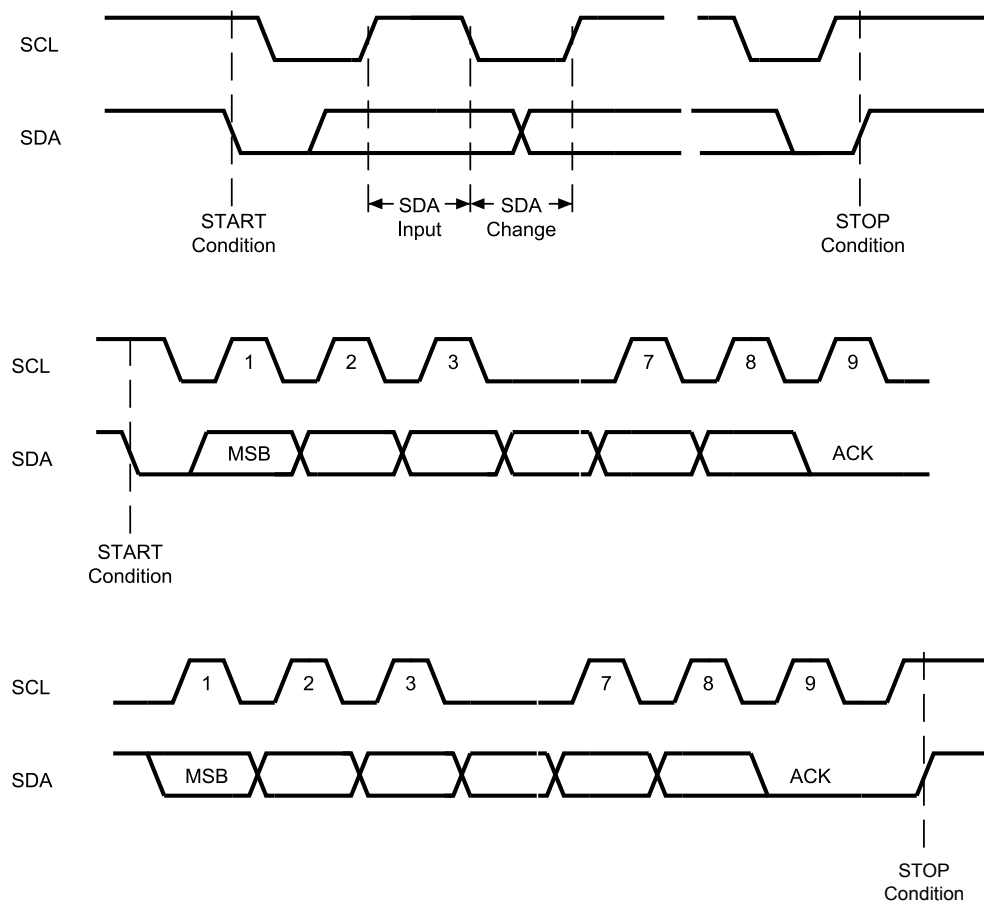 SCL
SDA
START
Condition
SDA
Input
SDA
Change
STOP
Condition
SCL
1 2 3 7 8 9
SDA
MSB
ACK
START
Condition
SCL
1 2 3 7 8 9
SDA
MSB
ACK
STOP
Condition